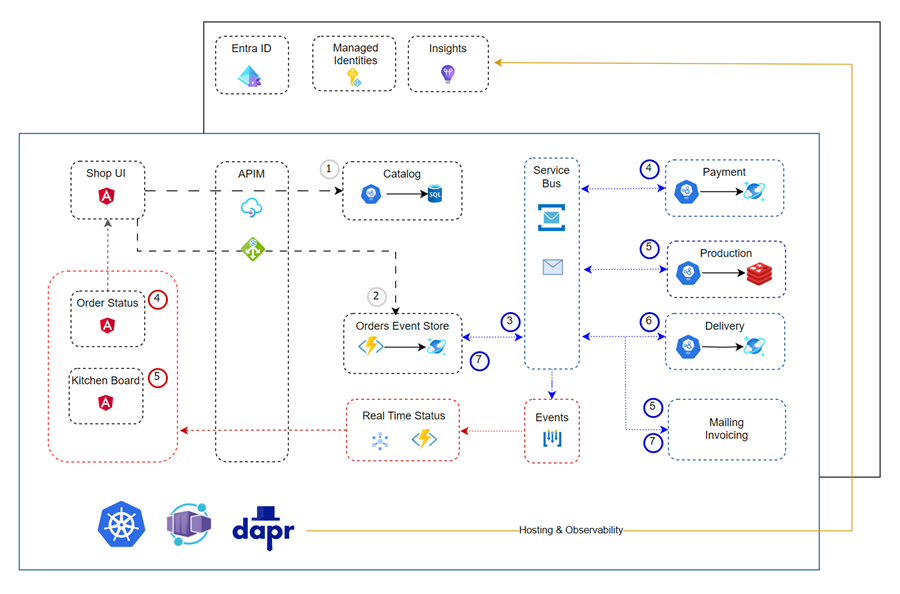 Entra ID
Managed
Identities
Insights
Shop UI
APIM
1
Catalog
SQL
Service
Bus
4
Payment
5
Production
2
Order Status
4
Orders Event Store
3
7
6
Delivery
Kitchen Board
5
Real Time Status
Events
5
7
Mailing
Invoicing
dapr
Hosting & Observability